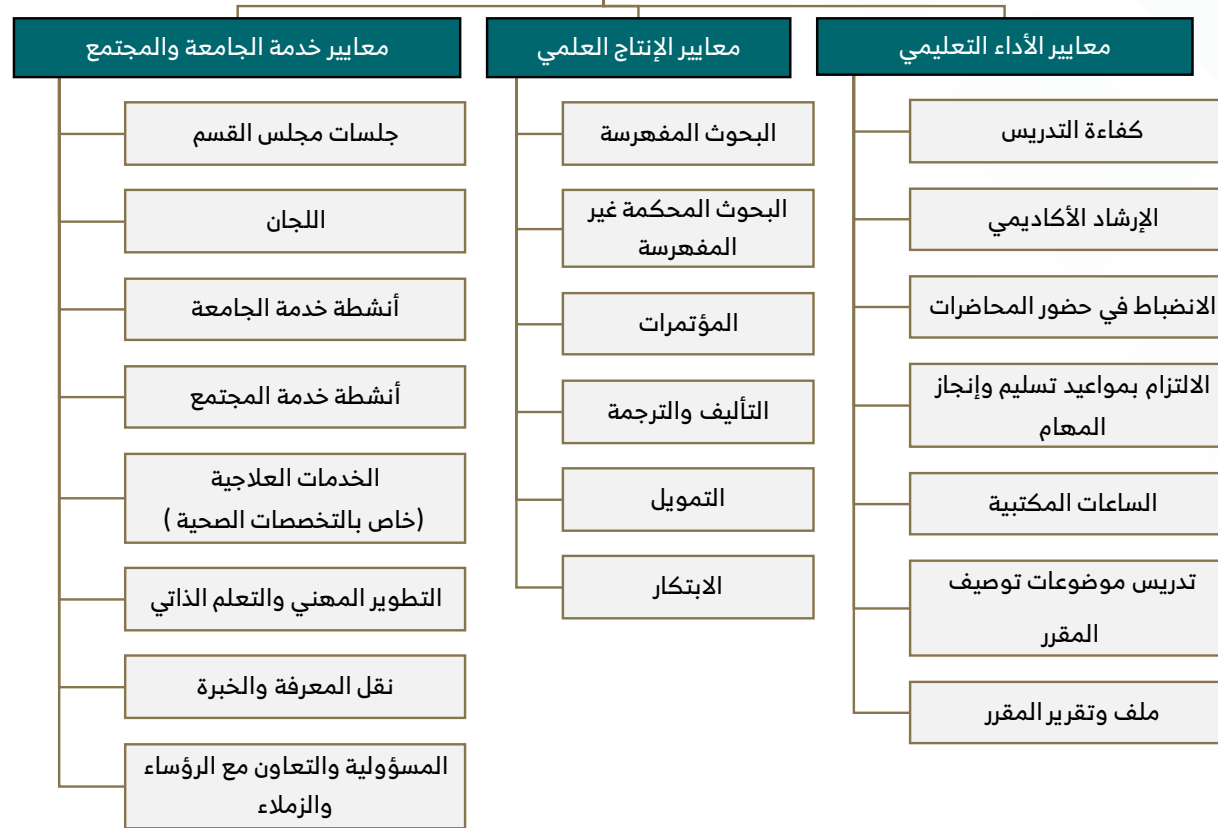 معايير الأداء التعليمي
كفاءة التدريس
الإرشاد الأكاديمي
الانضباط في حضور المحاضرات
الالتزام بمواعيد تسليم وإنجاز
المهام
الساعات المكتبية
تدريس موضوعات توصيف
المقرر
ملف وتقرير المقرر
معايير الإنتاج العلمي
البحوث المفهرسة
البحوث المحكمة غير
المفهرسة
المؤتمرات
التأليف والترجمة
التمويل
الابتكار
معايير خدمة الجامعة والمجتمع
جلسات مجلس القسم
اللجان
أنشطة خدمة الجامعة
أنشطة خدمة المجتمع
الخدمات العلاجية
(خاص بالتخصصات الصحية )
التطوير المهني والتعلم الذاتي
نقل المعرفة والخبرة
المسؤولية والتعاون مع الرؤساء
والزملاء